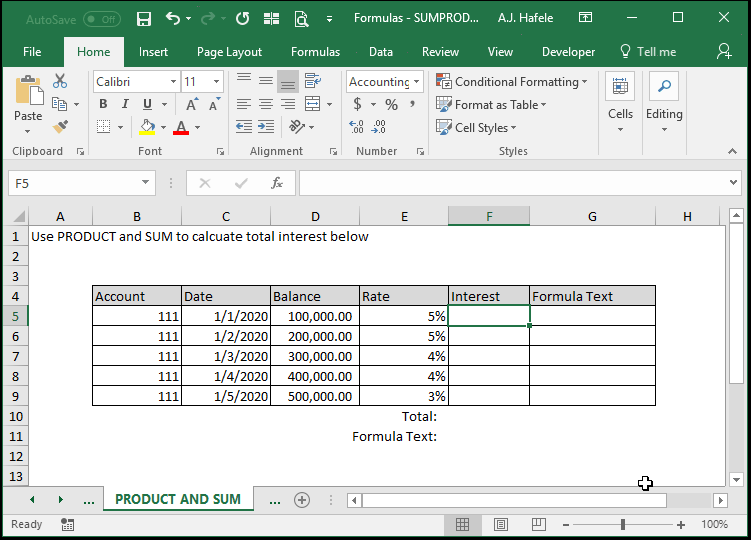 AutoSave Off Formulas - SUMPROD... A.J. Hafele
File Home Insert Page Layout Formulas Data Review View Developer Tell me
Calibri 11 Accounting Conditional Formatting
Paste B I U A A $ % , Format as Table Cells Editing
A .00 .00 Cell Styles
Clipboard Font Alignment Number Styles
F5 fx
A B C D E F G H
1 Use PRODUCT and SUM to calcuate total interest below
2
3
4 Account Date Balance Rate Interest Formula Text
5 111 1/1/2020 100,000.00 5%
6 111 1/2/2020 200,000.00 5%
7 111 1/3/2020 300,000.00 4%
8 111 1/4/2020 400,000.00 4%
9 111 1/5/2020 500,000.00 3%
10 Total:
11 Formula Text:
12
13
... PRODUCT AND SUM ...
Ready 100%